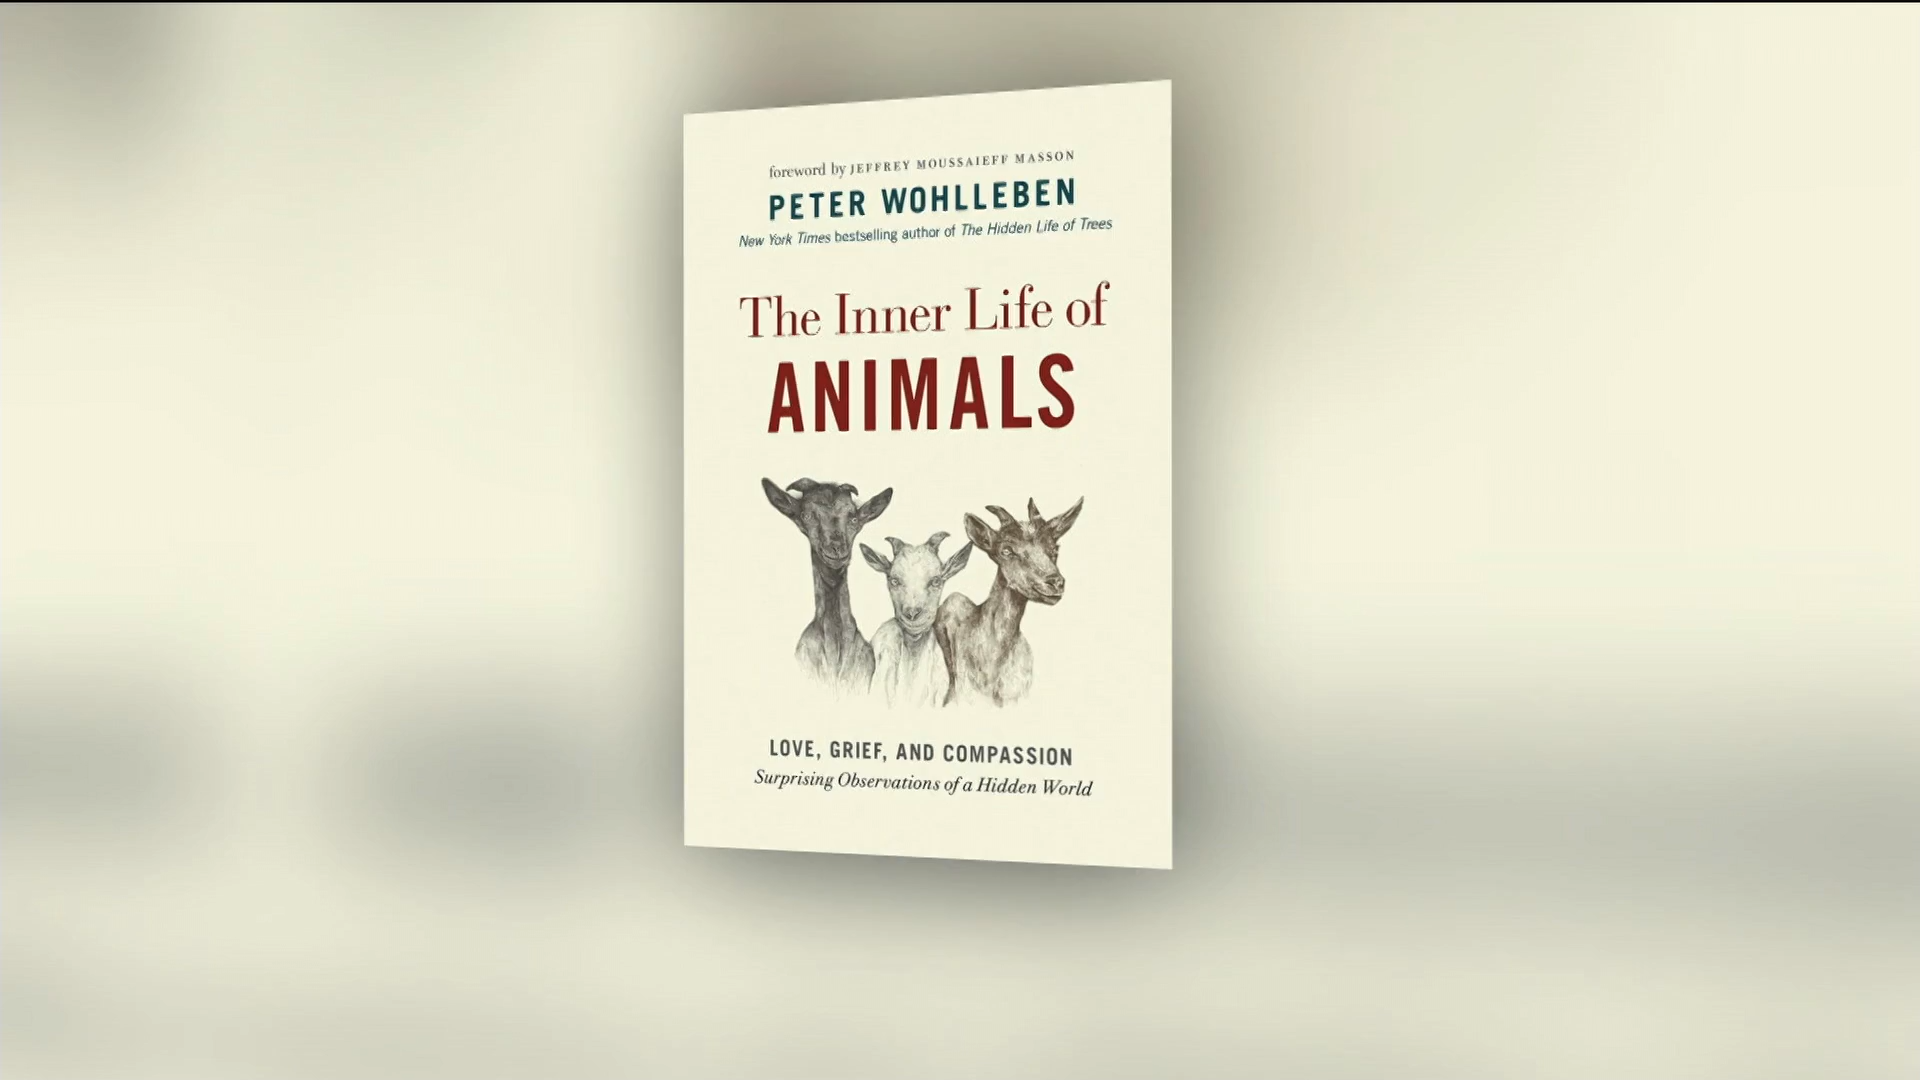 foreword by JEFFREY MOUSSAIEFF MASSON
PETER WOHLLEBEN
New York Times bestselling author of The Hidden Life of Trees
The Inner Life of
ANIMALS
LOVE, GRIEF, AND COMPASSION
Surprising Observations of a Hidden World